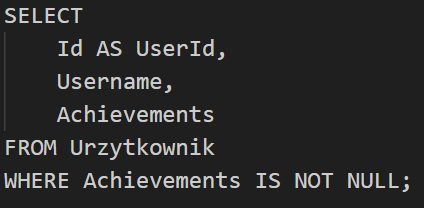 SELECT
    Id AS UserId,
    Username,
    Achievements
FROM Urzytkownik
WHERE Achievements IS NOT NULL;